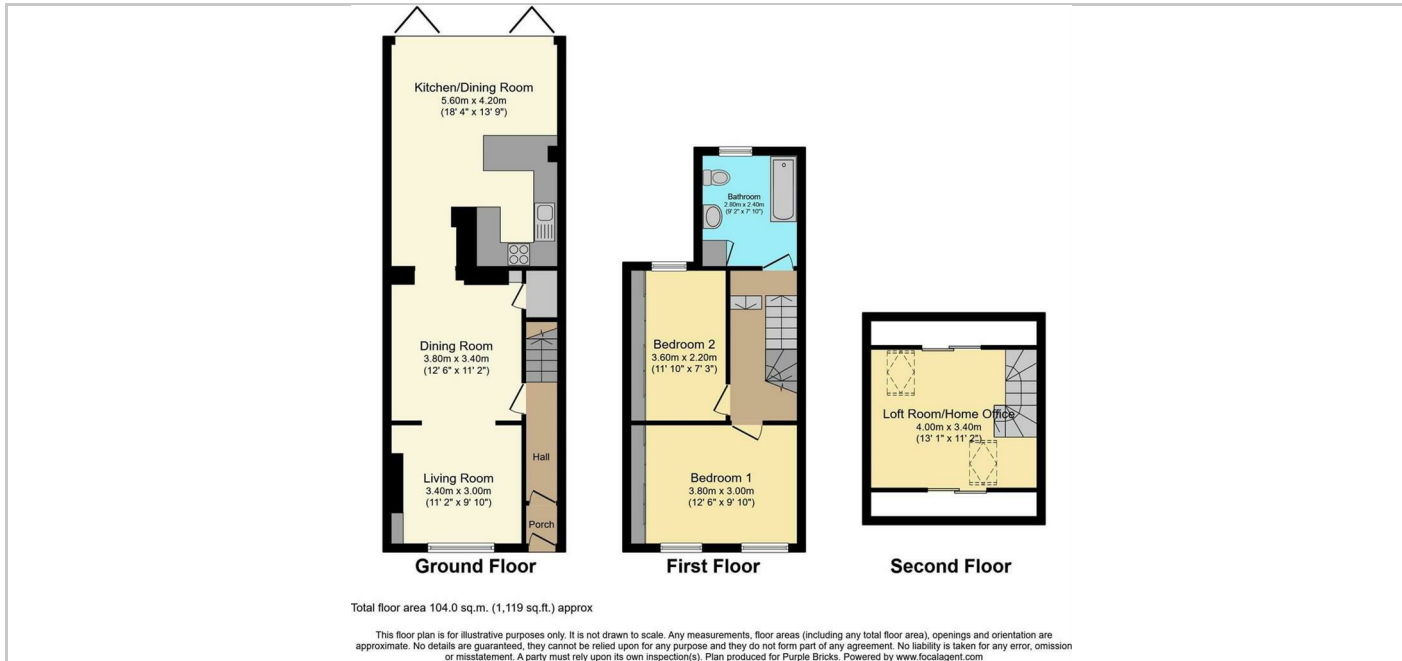 Kitchen/Dining Room
5.60m x 4.20m
(18' 4" x 13' 9")
Dining Room
3.80m x 3.40m
(12' 6" x 11' 2")
Living Room
3.40m x 3.00m
(11' 2" x 9' 10")
Hall
Porch
Ground Floor
Bathroom
2.80m x 2.40m
(9' 2" x 7' 10")
Bedroom 2
3.60m x 2.20m
(11' 10" x 7' 3")
Bedroom 1
3.80m x 3.00m
(12' 6" x 9' 10")
First Floor
Loft Room/Home Office
4.00m x 3.40m
(13' 1" x 11' 2")
Second Floor
Total floor area 104.0 sq.m. (1,119 sq.ft.) approx
This floor plan is for illustrative purposes only. It is not drawn to scale. Any measurements, floor areas (including any total floor area), openings and orientation are
approximate. No details are guaranteed, they cannot be relied upon for any purpose and they do not form part of any agreement. No liability is taken for any error, omission
or misstatement. A party must rely upon its own inspection(s). Plan produced for Purple Bricks. Powered by www.focalagent.com